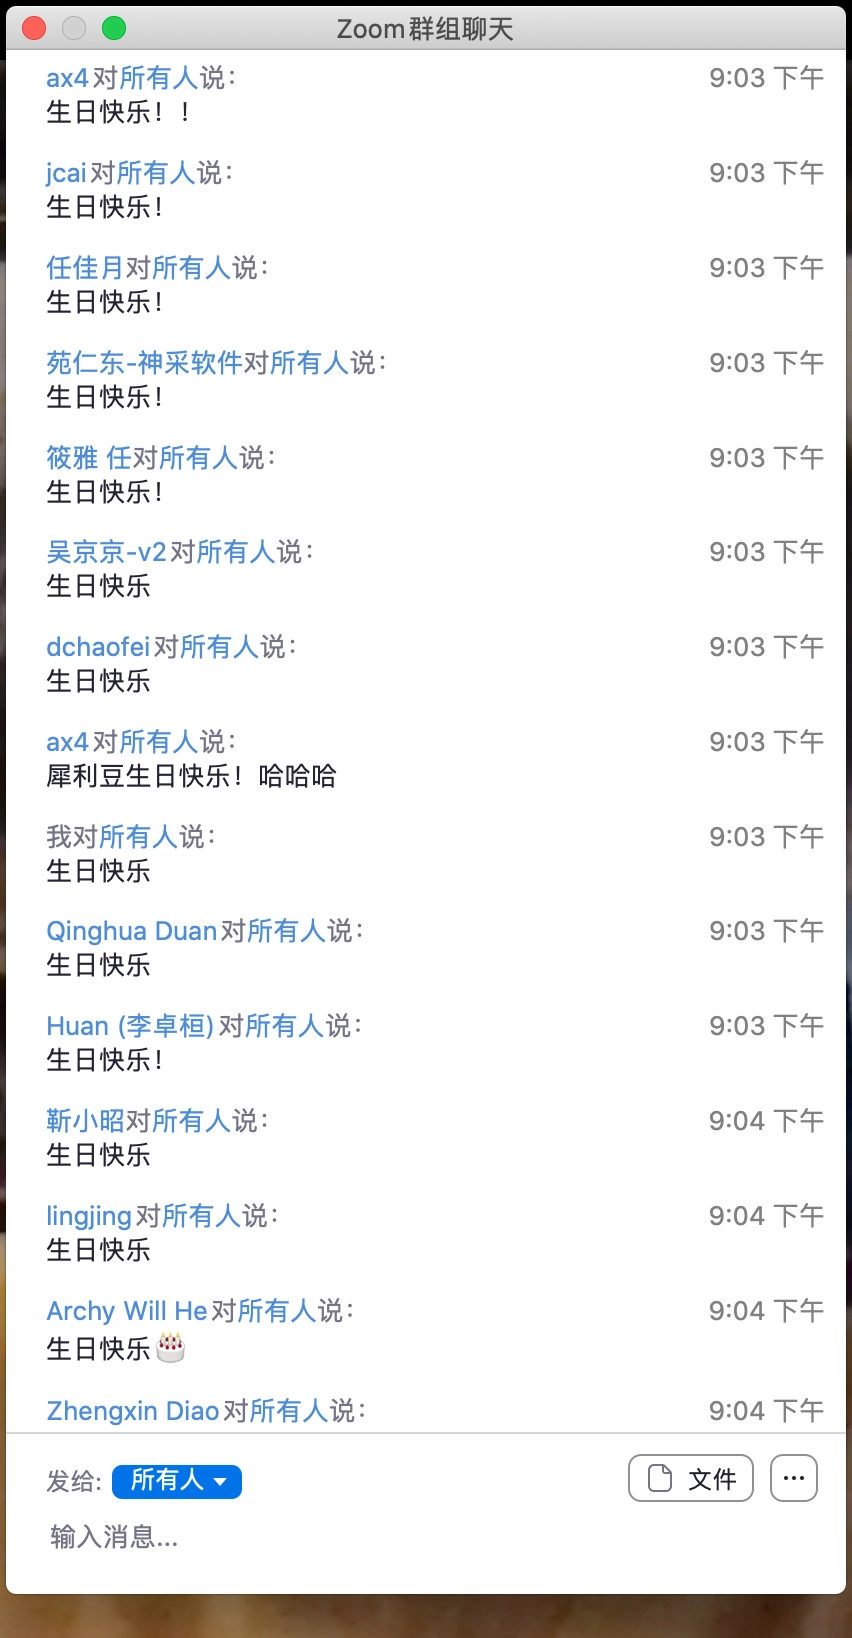 Zoom群组聊天
ax4对所有人说： 9:03 下午
生日快乐！！
jcai对所有人说： 9:03 下午
生日快乐！
任佳月对所有人说： 9:03 下午
生日快乐！
苑仁东-神采软件对所有人说： 9:03 下午
生日快乐！
筱雅 任对所有人说： 9:03 下午
生日快乐！
吴京京-v2对所有人说： 9:03 下午
生日快乐
dchaofei对所有人说： 9:03 下午
生日快乐
ax4对所有人说： 9:03 下午
犀利豆生日快乐！哈哈哈
我对所有人说： 9:03 下午
生日快乐
Qinghua Duan对所有人说： 9:03 下午
生日快乐
Huan (李卓桓)对所有人说： 9:03 下午
生日快乐！
靳小昭对所有人说： 9:04 下午
生日快乐
lingjing对所有人说： 9:04 下午
生日快乐
Archy Will He对所有人说： 9:04 下午
生日快乐🎂
Zhengxin Diao对所有人说： 9:04 下午
发给: 所有人 文件 ...
输入消息...